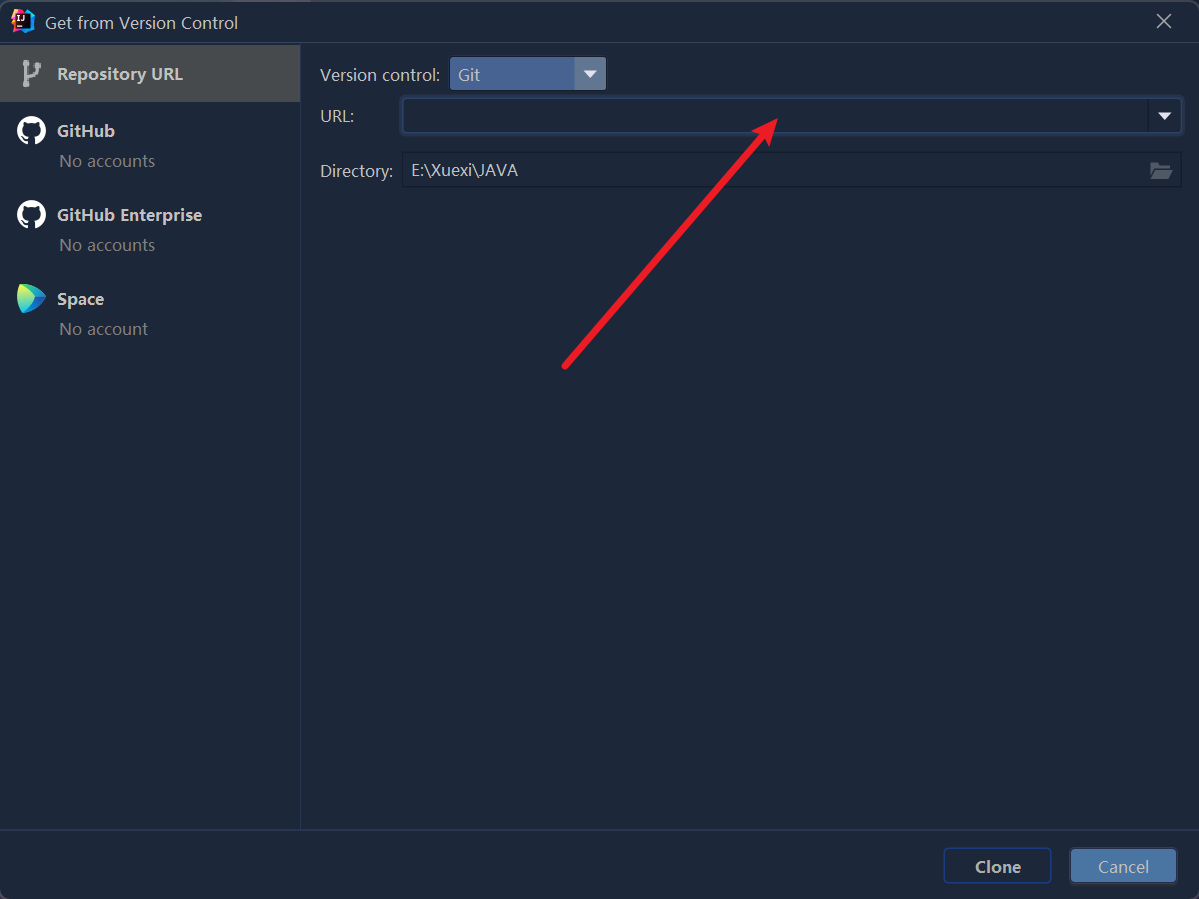 Get from Version Control
Repository URL
GitHub
No accounts
GitHub Enterprise
No accounts
Space
No account
Version control: Git
URL:
Directory: E:\Xuexi\JAVA
Clone
Cancel